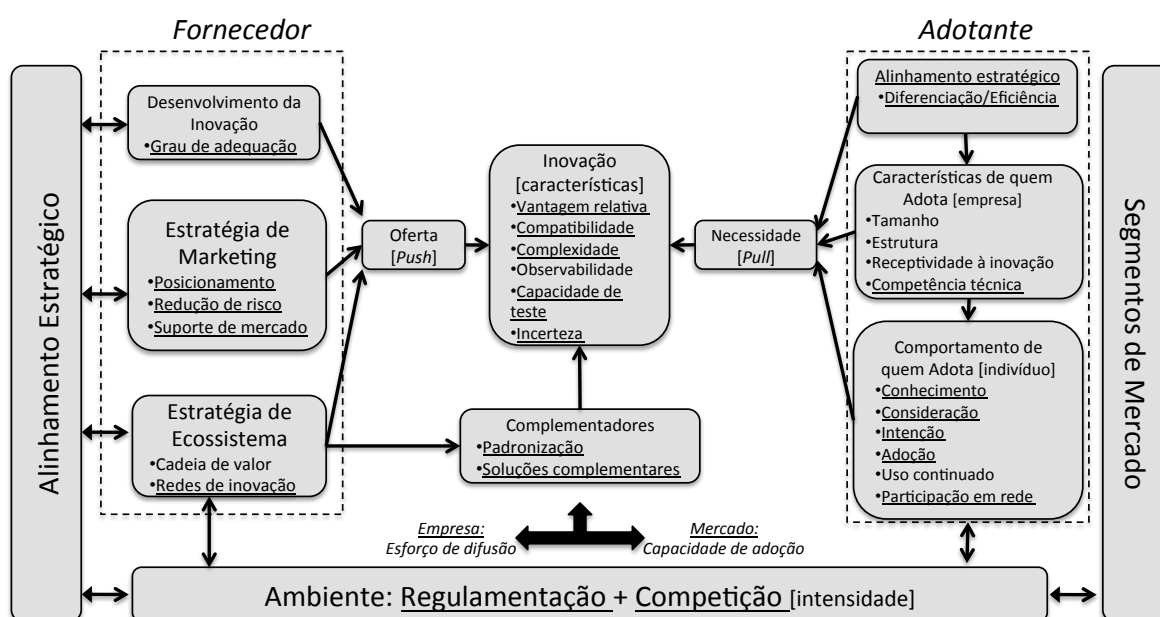 Fornecedor
Adotante
Alinhamento Estratégico
Desenvolvimento da
Inovação
•Grau de adequação
Estratégia de
Marketing
•Posicionamento
•Redução de risco
•Suporte de mercado
Estratégia de
Ecossistema
•Cadeia de valor
•Redes de inovação
Oferta
[Push]
Inovação
[características]
•Vantagem relativa
•Compatibilidade
•Complexidade
•Observabilidade
•Capacidade de
teste
•Incerteza
Complementadores
•Padronização
•Soluções complementares
Necessidade
[Pull]
Alinhamento estratégico
•Diferenciação/Eficiência
Características de quem
Adota [empresa]
•Tamanho
•Estrutura
•Receptividade à inovação
•Competência técnica
Comportamento de
quem Adota [indivíduo]
•Conhecimento
•Consideração
•Intenção
•Adoção
•Uso continuado
•Participação em rede
Segmentos de Mercado
Empresa:
Esforço de difusão
Mercado:
Capacidade de adoção
Ambiente: Regulamentação + Competição [intensidade]